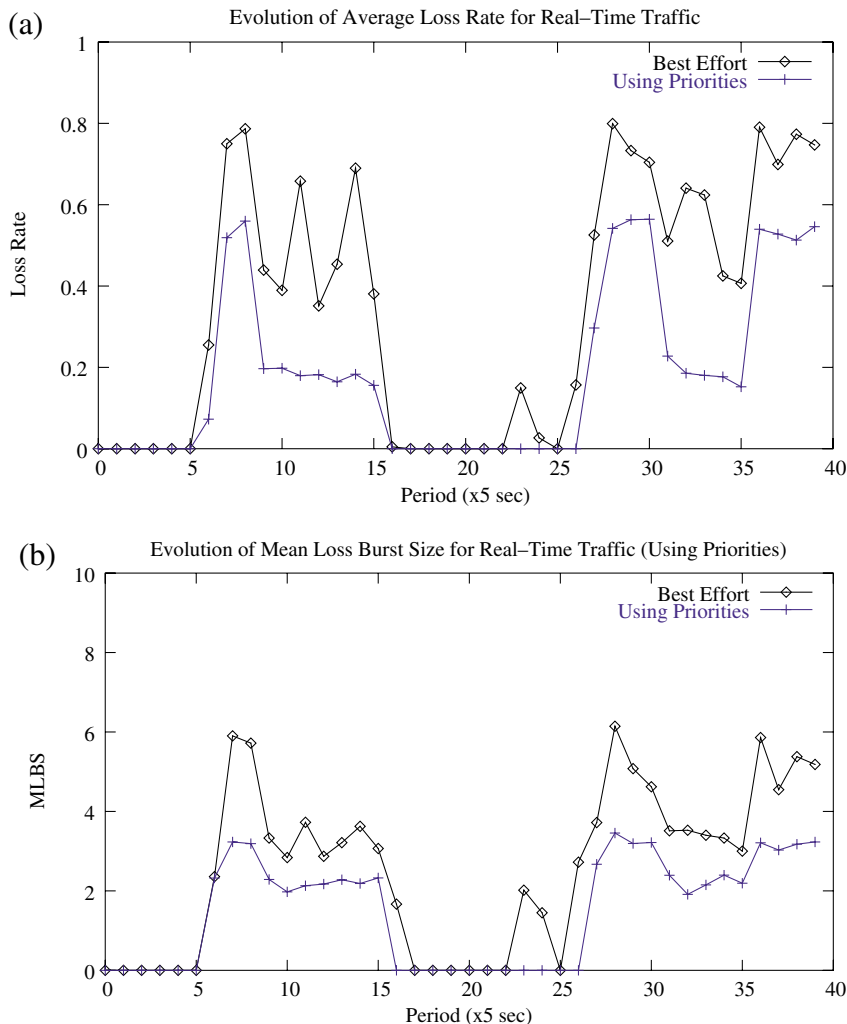 (a)
Evolution of Average Loss Rate for Real–Time Traffic
1
Best Effort
Using Priorities
0.8
0.6
Loss Rate
0.4
0.2
0
0 5 10 15 20 25 30 35 40
Period (x5 sec)
(b)
Evolution of Mean Loss Burst Size for Real–Time Traffic (Using Priorities)
10
Best Effort
Using Priorities
8
6
MLBS
4
2
0
0 5 10 15 20 25 30 35 40
Period (x5 sec)